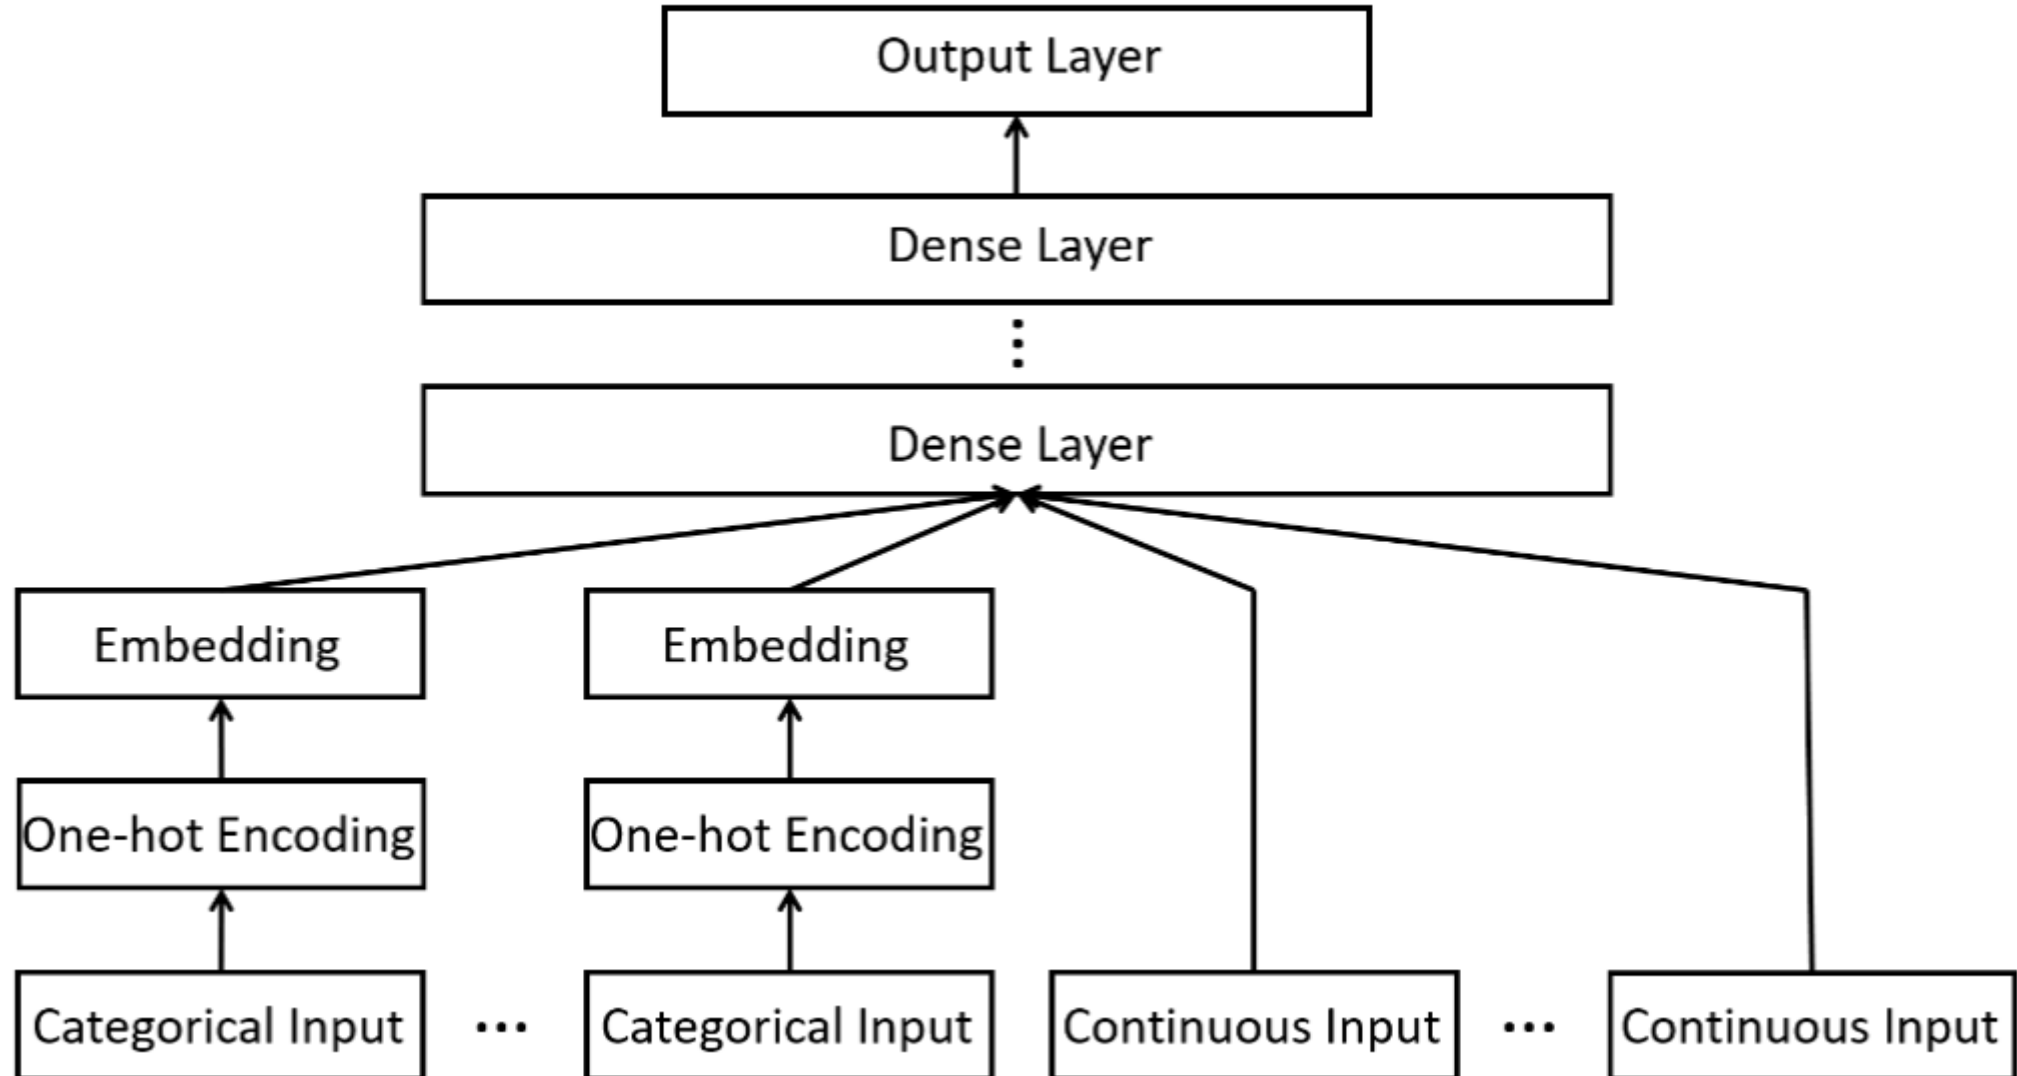 Output Layer
Dense Layer
Dense Layer
Embedding
Embedding
One-hot Encoding
One-hot Encoding
Categorical Input
...
Categorical Input
Continuous Input
...
Continuous Input